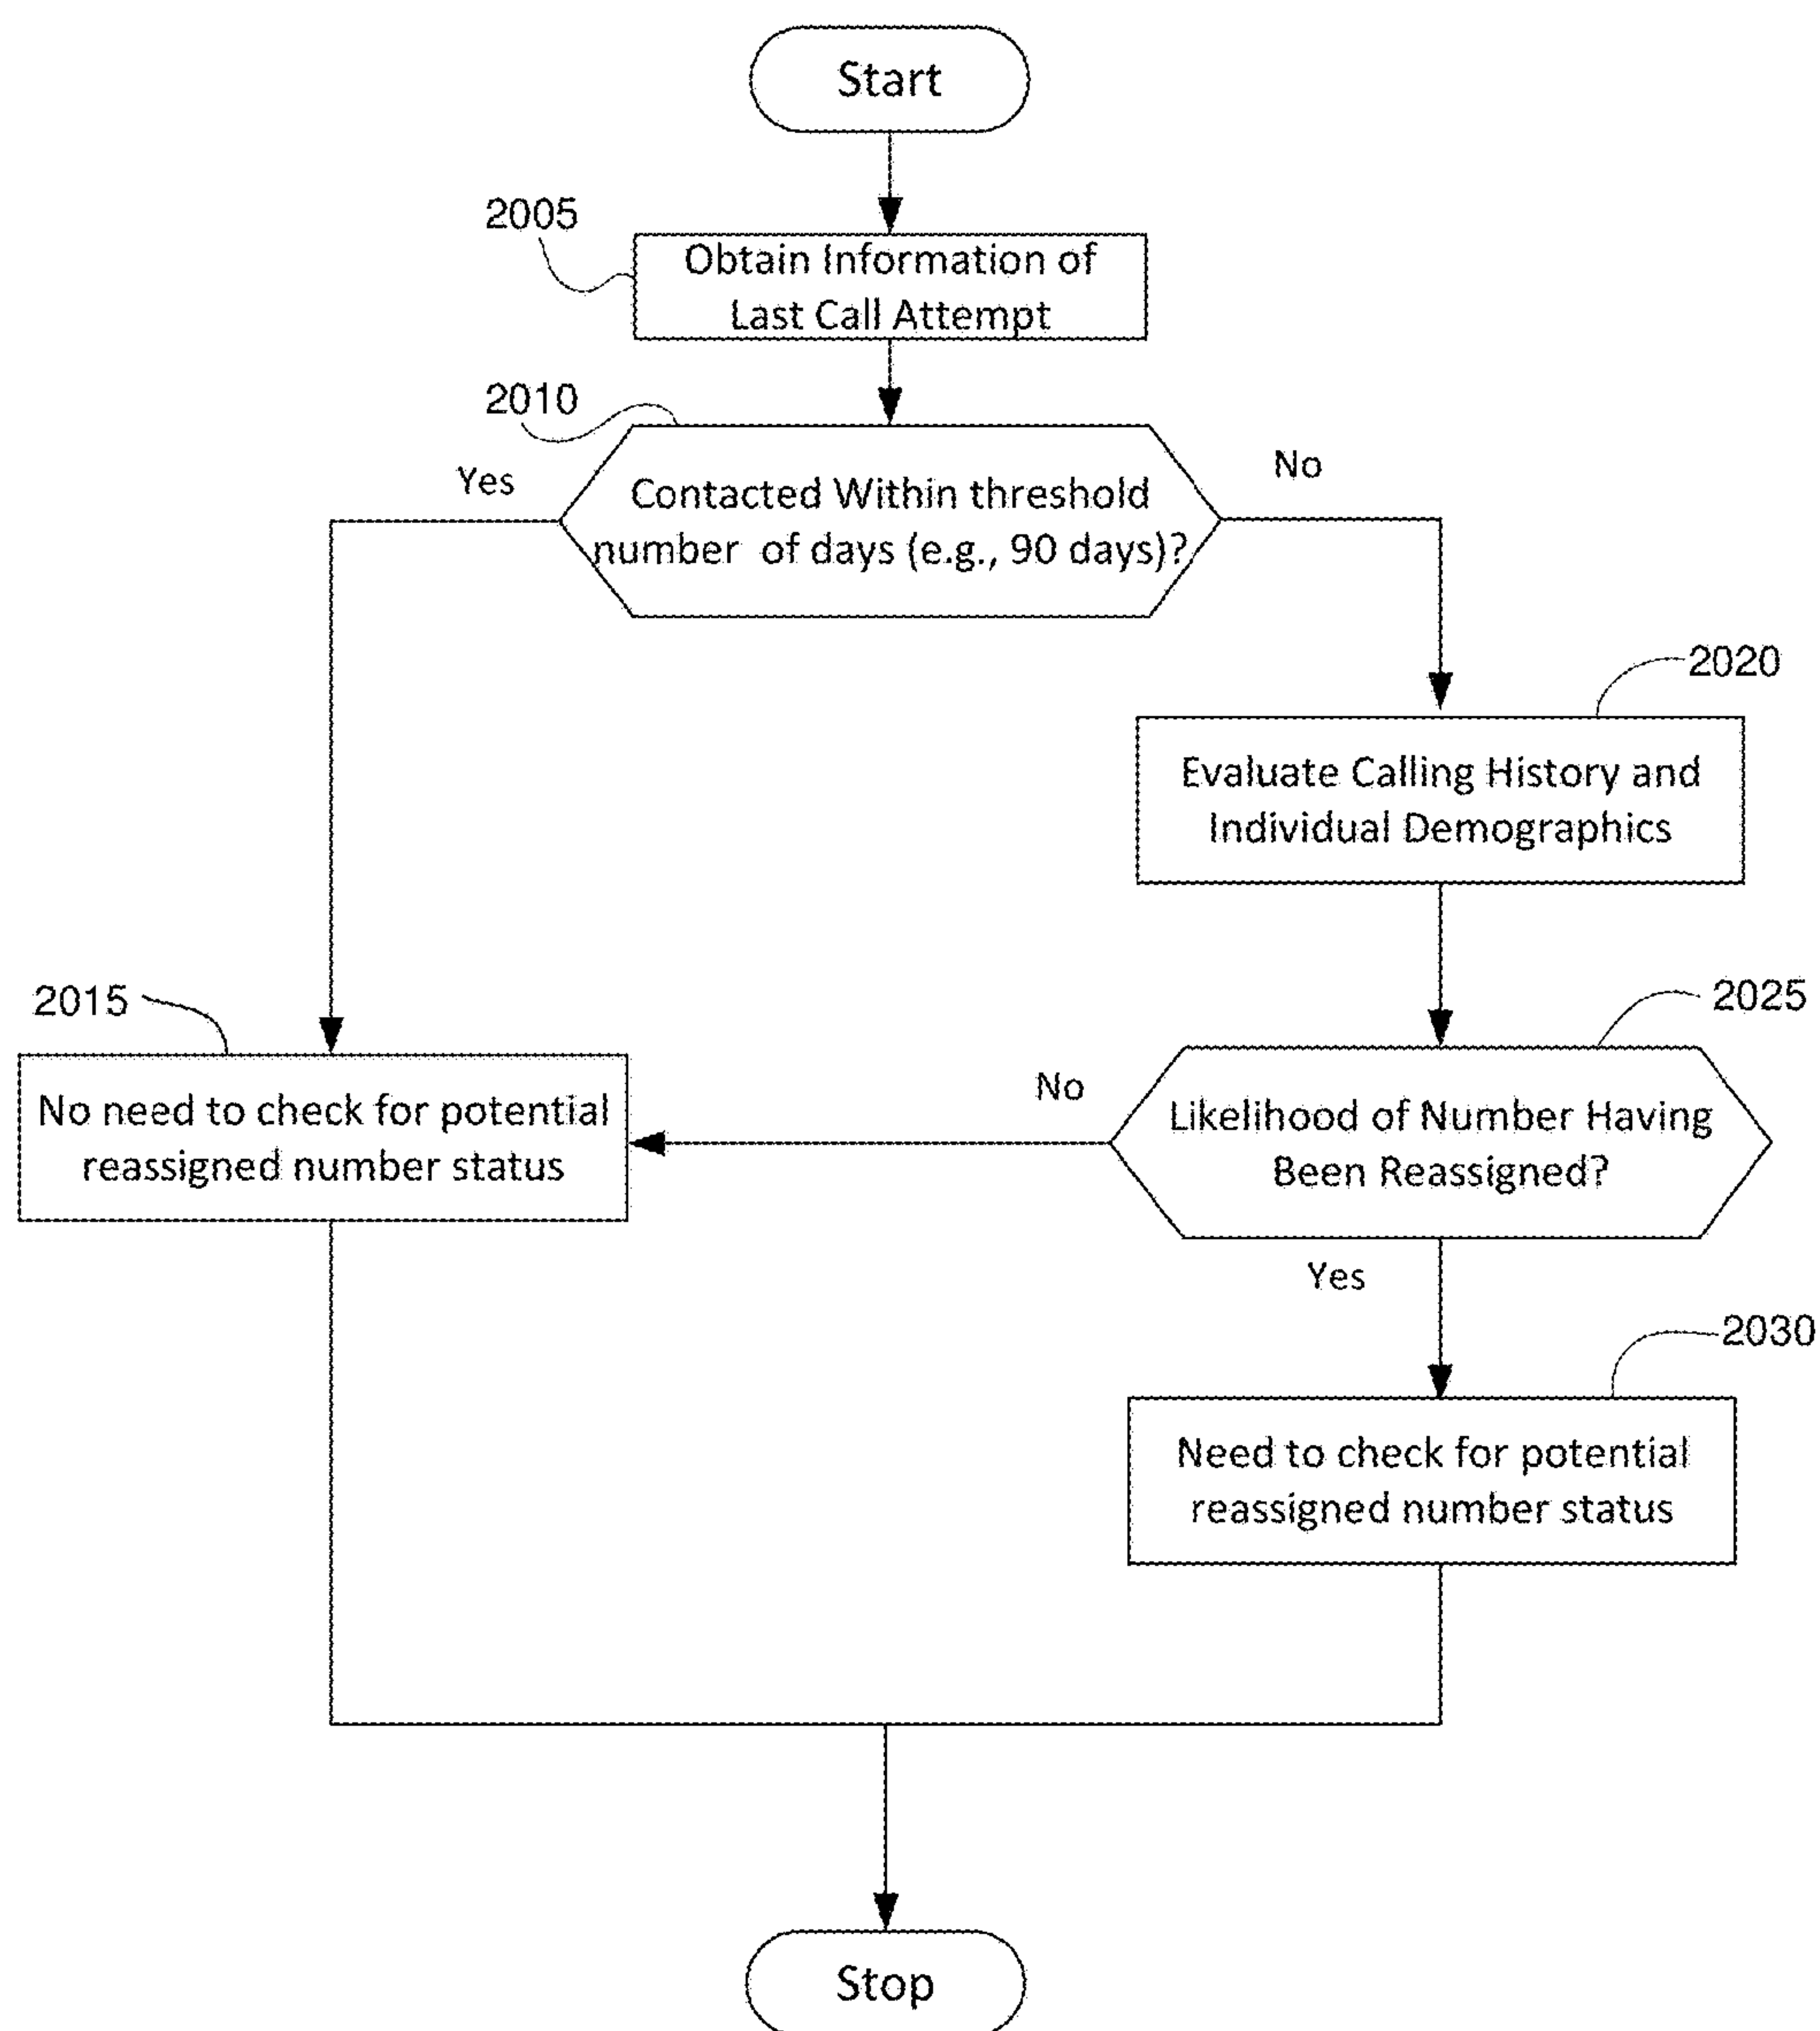 Start
2005
Obtain Information of
Last Call Attempt
2010
Yes
No
Contacted Within threshold
number of days (e.g., 90 days)?
2020
Evaluate Calling History and
Individual Demographics
2015
2025
No need to check for potential
reassigned number status
No
Likelihood of Number Having
Been Reassigned?
Yes
2030
Need to check for potential
reassigned number status
Stop